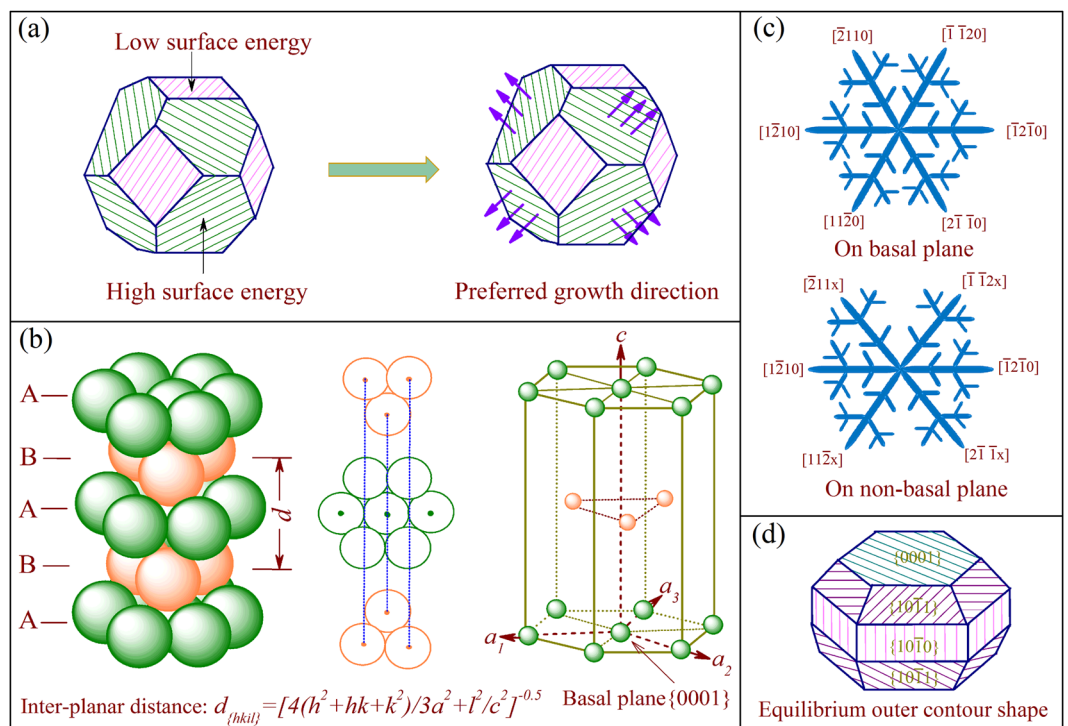 (a)
Low surface energy
High surface energy
Preferred growth direction
(b)
A
B
A
B
A
d
c
a₁
a₂
a₃
Basal plane{0001}
Inter-planar distance: d{hkil}=[4(h²+hk+k²)/3a²+l²/c²]⁻⁰·⁵
(c)
[2̅110]
[1̅ 1̅20]
[12̅10]
[1̅21̅0]
[112̅0]
[21̅ 1̅0]
On basal plane
[2̅11x]
[1̅ 1̅2x]
[12̅10]
[1̅21̅0]
[112̅x]
[21̅ 1̅x]
On non-basal plane
(d)
{0001}
{101̅1}
{101̅0}
{101̅1}
Equilibrium outer contour shape